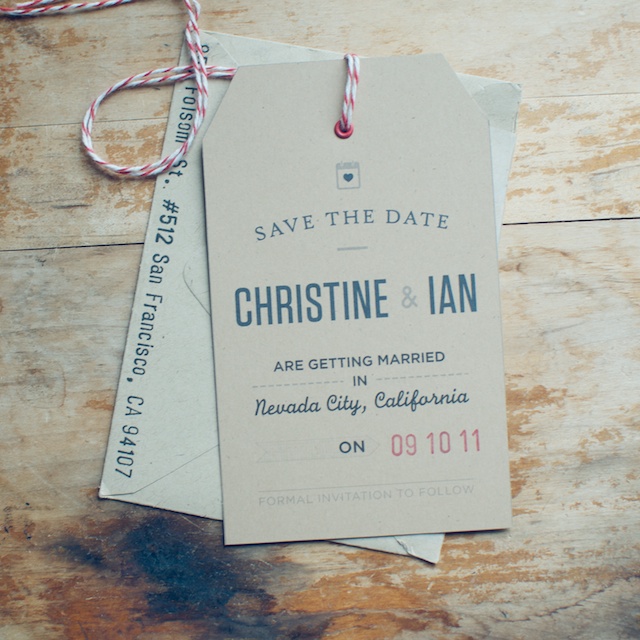 SAVE THE DATE
CHRISTINE & IAN
ARE GETTING MARRIED
IN
Nevada City, California
ON 09 10 11
FORMAL INVITATION TO FOLLOW
Folsom St. #512 San Francisco, CA 94107